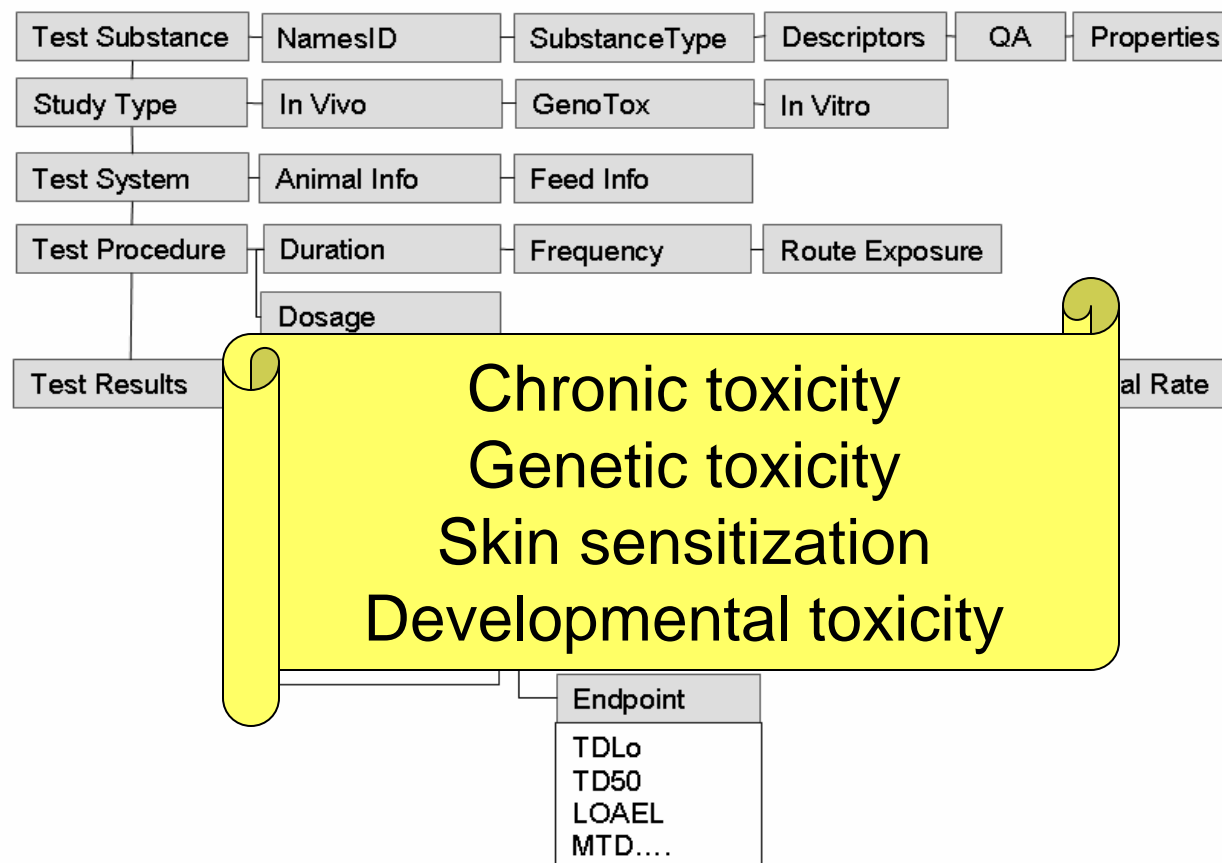 Test Substance NamesID SubstanceType Descriptors QA Properties
Study Type In Vivo GenoTox In Vitro
Test System Animal Info Feed Info
Test Procedure Duration Frequency Route Exposure
Dosage
Test Results al Rate
Chronic toxicity
Genetic toxicity
Skin sensitization
Developmental toxicity
Endpoint
TDLo
TD50
LOAEL
MTD....